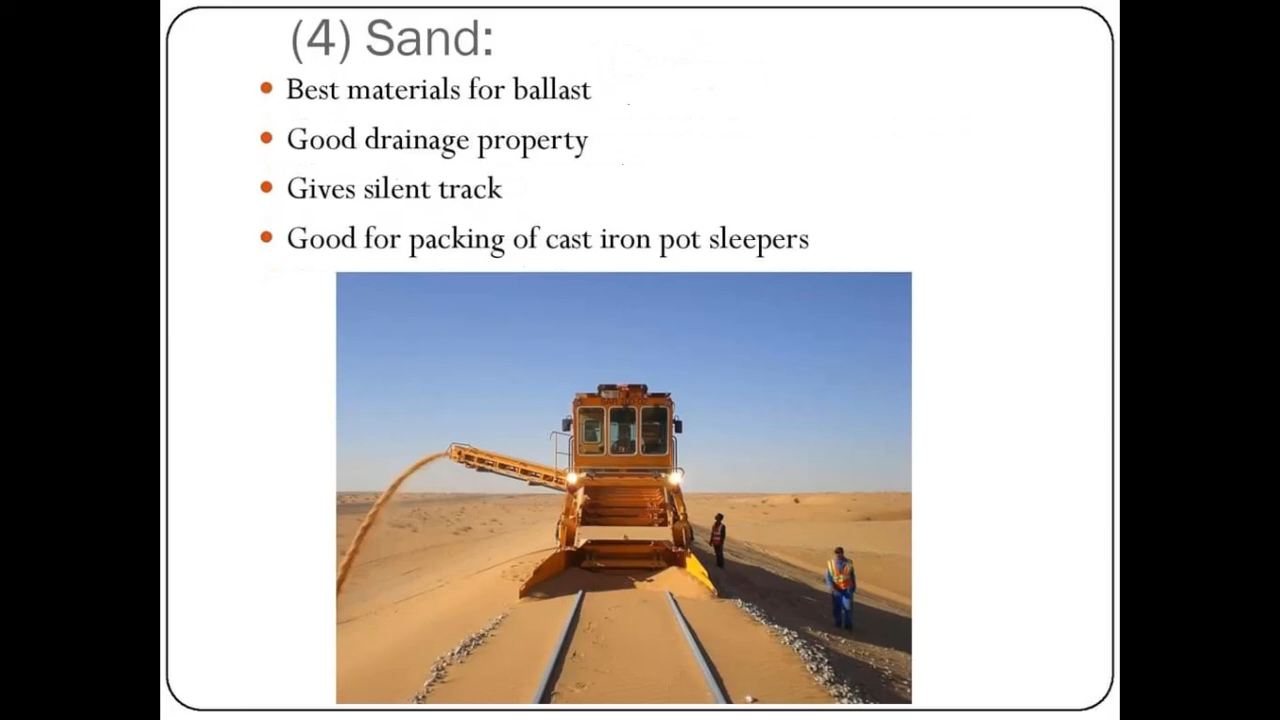 (4) Sand:
Best materials for ballast
Good drainage property
Gives silent track
Good for packing of cast iron pot sleepers